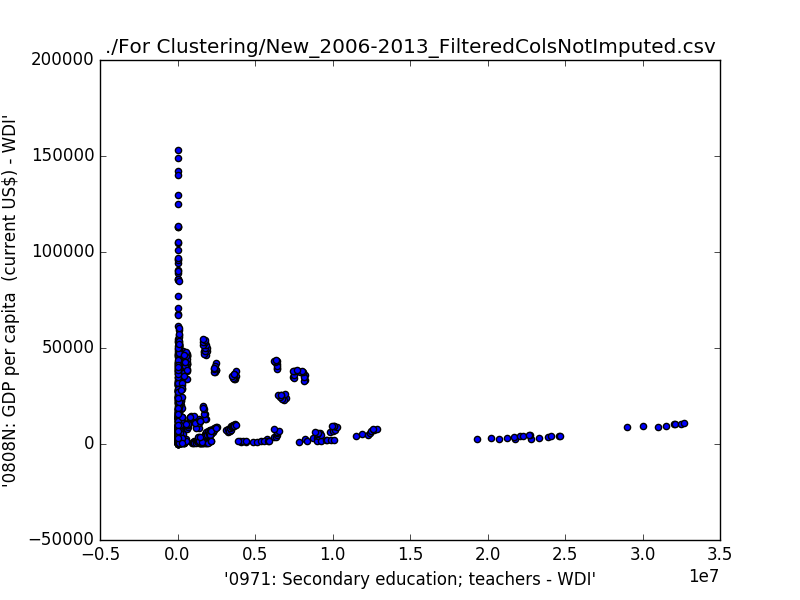 ./For Clustering/New_2006-2013_FilteredColsNotImputed.csv
200000
150000
100000
50000
0
−50000
'0808N: GDP per capita  (current US$) - WDI'
−0.5 0.0 0.5 1.0 1.5 2.0 2.5 3.0 3.5
1e7
'0971: Secondary education; teachers - WDI'